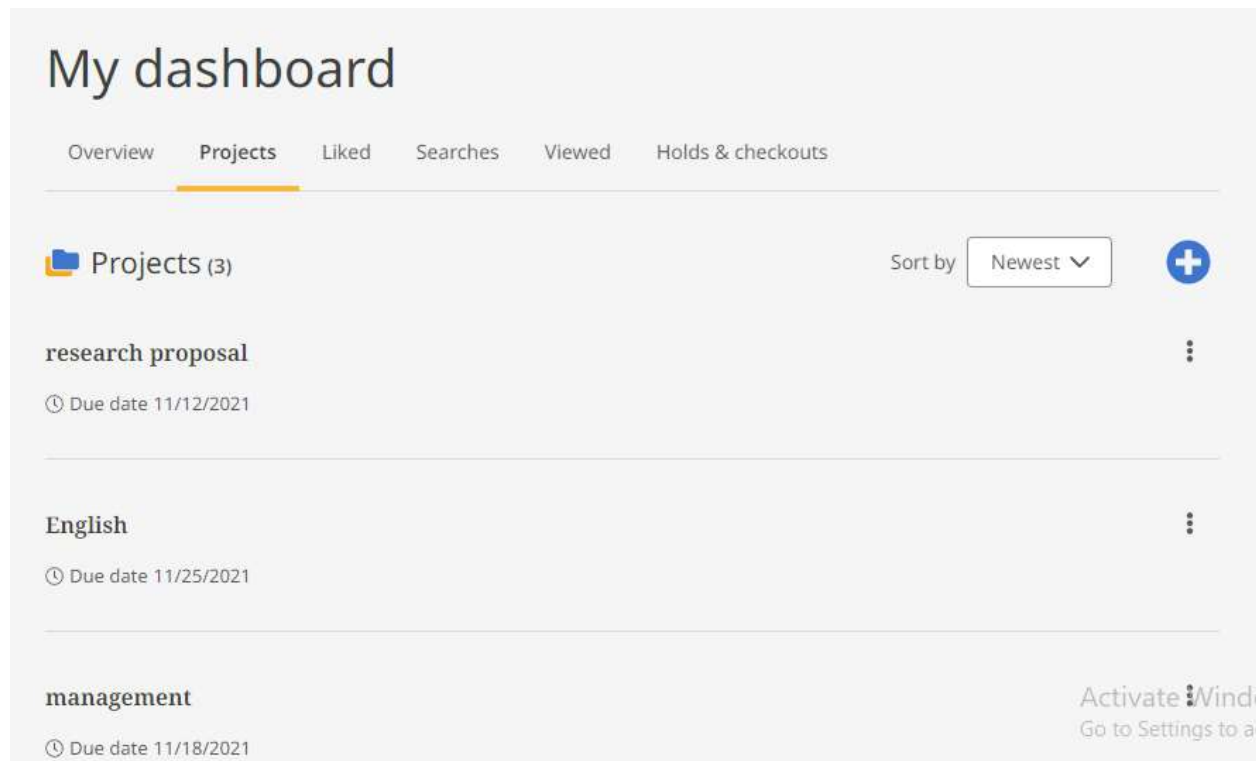 My dashboard
Overview Projects Liked Searches Viewed Holds & checkouts
Projects (3)
Sort by Newest
research proposal
Due date 11/12/2021
English
Due date 11/25/2021
management
Activate
Due date 11/18/2021
Go to Settings to